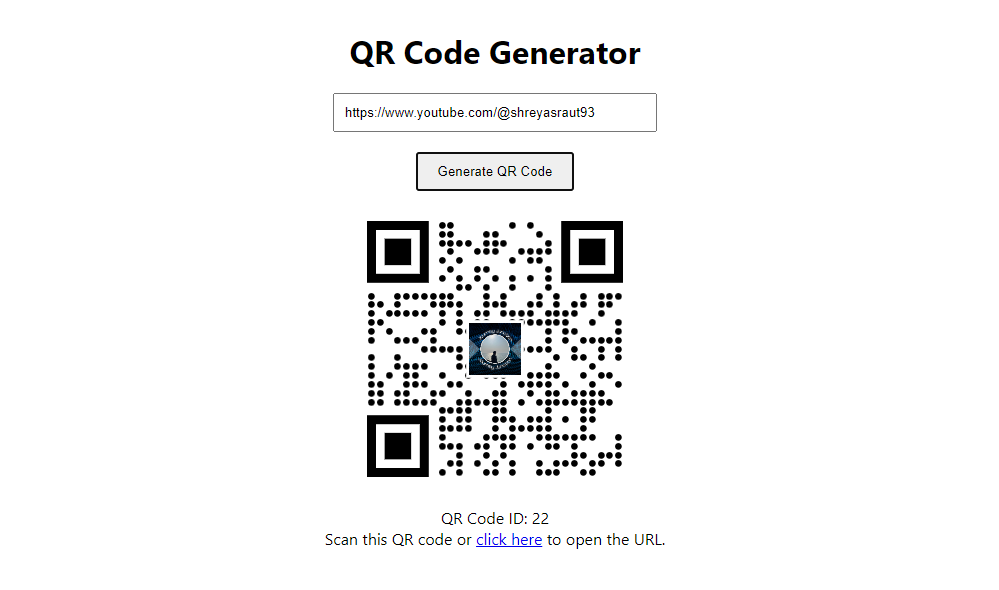 QR Code Generator
https://www.youtube.com/@shreyasraut93
Generate QR Code
QR Code ID: 22
Scan this QR code or click here to open the URL.